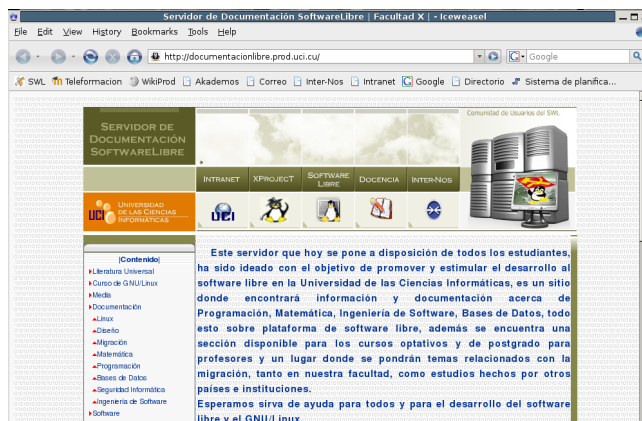 Servidor de Documentación SoftwareLibre | Facultad X | - Iceweasel
File Edit View History Bookmarks Tools Help
http://documentacionlibre.prod.uci.cu/ Google
SWL Teleformacion WikiProd Akademos Correo Inter-Nos Intranet Google Directorio Sistema de planifica...
Comunidad de Usuarios del SWL
SERVIDOR DE
DOCUMENTACIÓN
SOFTWARELIBRE
INTRANET XPROJECT SOFTWARE LIBRE DOCENCIA INTER-NOS
UCI UNIVERSIDAD
DE LAS CIENCIAS
INFORMÁTICAS
UCI
|Contenido|
Literatura Universal
Curso de GNU/Linux
Media
Documentación
Linux
Diseño
Migración
Matemática
Programación
Bases de Datos
Seguridad Informática
Ingeniería de Software
Software
Este servidor que hoy se pone a disposición de todos los estudiantes,
ha sido ideado con el objetivo de promover y estimular el desarrollo al
software libre en la Universidad de las Ciencias Informáticas, es un sitio
donde encontrará información y documentación acerca de
Programación, Matemática, Ingeniería de Software, Bases de Datos, todo
esto sobre plataforma de software libre, además se encuentra una
sección disponible para los cursos optativos y de postgrado para
profesores y un lugar donde se pondrán temas relacionados con la
migración, tanto en nuestra facultad, como estudios hechos por otros
países e instituciones.
Esperamos sirva de ayuda para todos y para el desarrollo del software
libre y el GNU/Linux